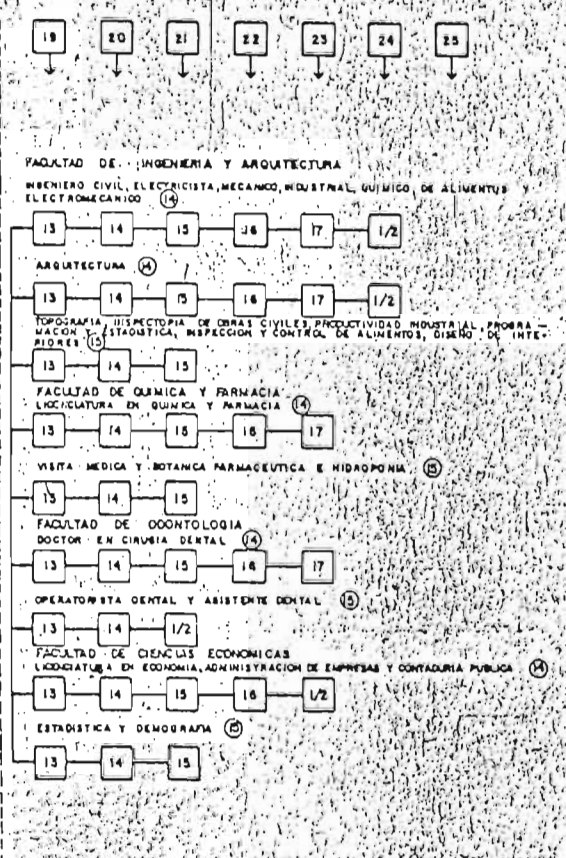 19 20 21 22 23 24 25
FACULTAD DE INGENIERIA Y ARQUITECTURA
INGENIERO CIVIL, ELECTRICISTA, MECANICO, INDUSTRIAL, QUIMICO, DE ALIMENTOS Y
ELECTROMECANICO 14
13 14 15 16 17 1/2
ARQUITECTURA 14
13 14 15 16 17 1/2
TOPOGRAFIA, INSPECTORIA DE OBRAS CIVILES, PRODUCTIVIDAD INDUSTRIAL, PROGRA-
MACION Y ESTADISTICA, INSPECCION Y CONTROL DE ALIMENTOS, DISEÑO DE INTE-
RIORES 15
13 14 15
FACULTAD DE QUIMICA Y FARMACIA
LICENCIATURA EN QUIMICA Y FARMACIA 14
13 14 15 16 17
VISITA MEDICA Y BOTANICA FARMACEUTICA E HIDROPONIA 15
13 14 15
FACULTAD DE ODONTOLOGIA
DOCTOR EN CIRUGIA DENTAL 14
13 14 15 16 17
OPERATORISTA DENTAL Y ASISTENTE DENTAL 15
13 14 1/2
FACULTAD DE CIENCIAS ECONOMICAS
LICENCIATURA EN ECONOMIA, ADMINISTRACION DE EMPRESAS Y CONTADURIA PUBLICA 14
13 14 15 16 1/2
ESTADISTICA Y DEMOGRAFIA 15
13 14 15